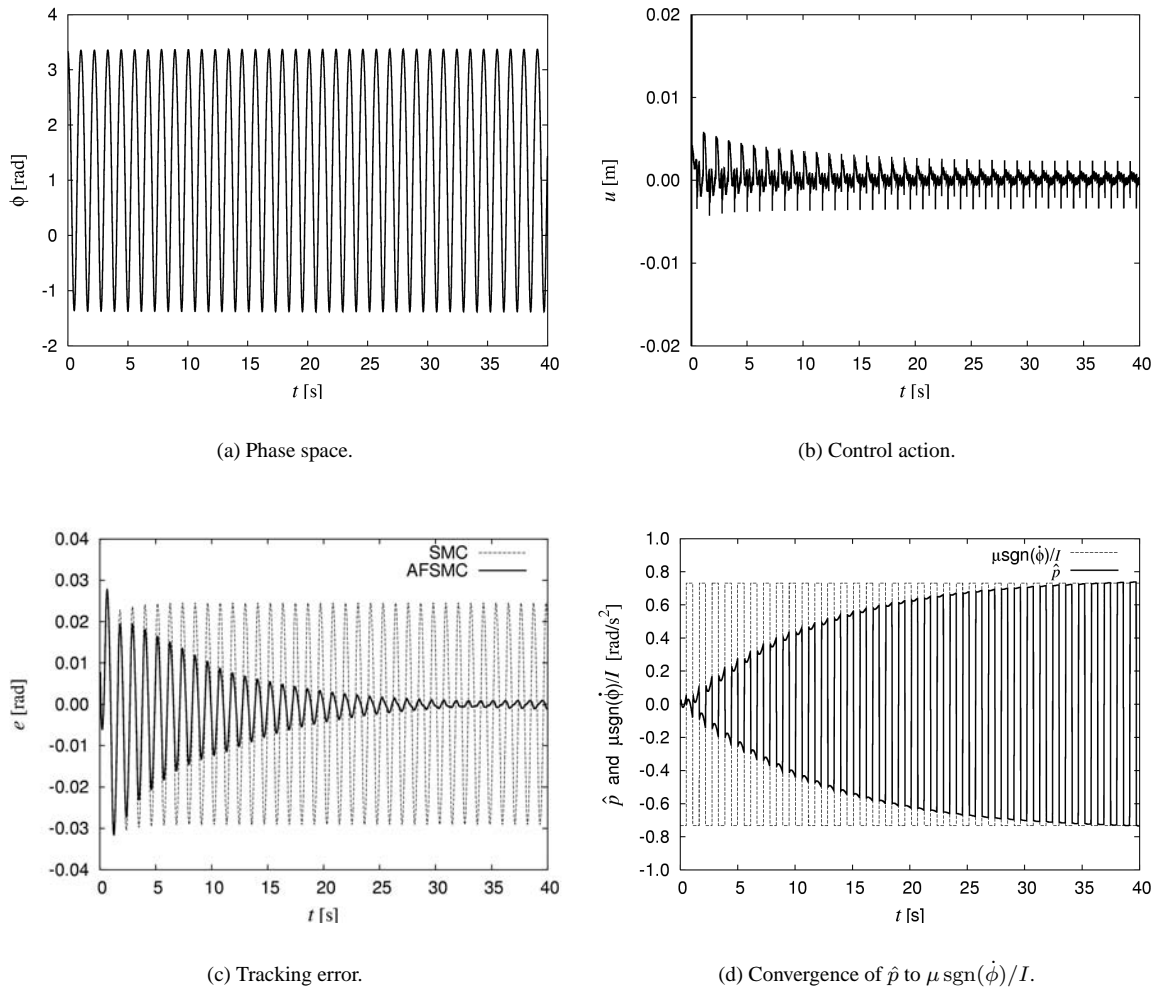 4
3
2
1
0
-1
-2
ϕ [rad]
0 5 10 15 20 25 30 35 40
t [s]
(a) Phase space.
0.02
0.01
0.00
-0.01
-0.02
u [m]
0 5 10 15 20 25 30 35 40
t [s]
(b) Control action.
0.04
0.03
0.02
0.01
0.00
-0.01
-0.02
-0.03
-0.04
e [rad]
SMC
AFSMC
0 5 10 15 20 25 30 35 40
t [s]
(c) Tracking error.
1.0
0.8
0.6
0.4
0.2
0.0
-0.2
-0.4
-0.6
-0.8
-1.0
p̂ and μsgn(ϕ̇)/I [rad/s²]
μsgn(ϕ̇)/I
p̂
0 5 10 15 20 25 30 35 40
t [s]
(d) Convergence of p̂ to μ sgn(ϕ̇)/I.